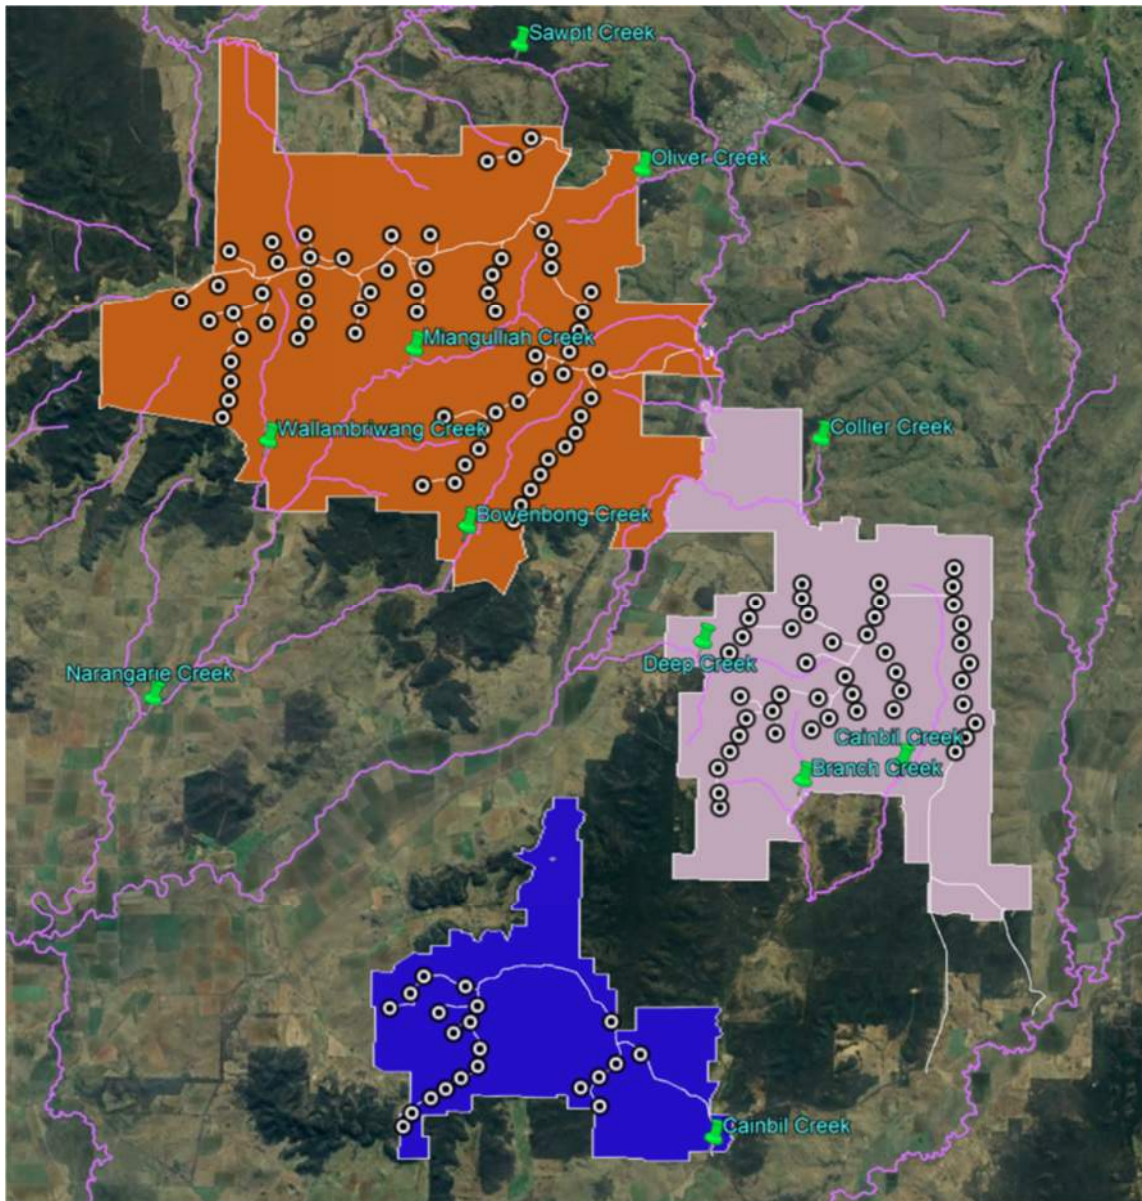 Sawpit Creek
Oliver Creek
Miangulliah Creek
Wallambriwang Creek
Collier Creek
Bowenbong Creek
Deep Creek
Narangarie Creek
Cainbil Creek
Branch Creek
Cainbil Creek